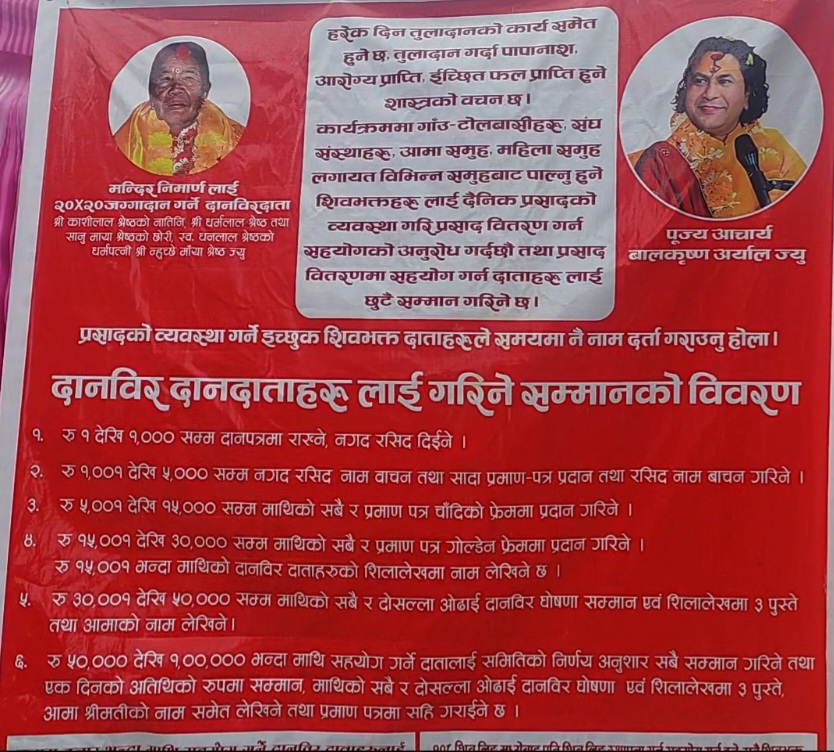 हरेक दिन तुलादानको कार्य समेत
हुने छ, तुलादान गर्दा पापानाश,
आरोग्य प्राप्ति, ईच्छित फल प्राप्ति हुने
शास्त्रको वचन छ।
कार्यक्रममा गाँउ-टोलबासीहरू, संघ
संस्थाहरू, आमा समुह, महिला समुह
लगायत विभिन्न समुहबाट पाल्नु हुने
शिवभक्तहरू लाई दैनिक प्रसादको
व्यवस्था गरि प्रसाद वितरण गर्न
सहयोगको अनुरोध गर्दछौ तथा प्रसाद
वितरणमा सहयोग गर्न दाताहरू लाई
छुटै सम्मान गरिने छ।
मन्दिर निमार्ण लाई
२०X२०जग्गादान गर्ने दानविरदाता
श्री काशीलाल श्रेष्ठको नातिनि, श्री धर्मलाल श्रेष्ठ तथा
सानु माया श्रेष्ठको छोरी, स्व. धनलाल श्रेष्ठको
धर्मपत्नी श्री न्हुच्छे माँया श्रेष्ठ ज्यु
पूज्य आचार्य
बालकृष्ण अर्याल ज्यु
प्रसादको व्यवस्था गर्ने इच्छुक शिवभक्त दाताहरूले समयमा नै नाम दर्ता गराउनु होला।
दानविर दानदाताहरू लाई गरिने सम्मानको विवरण
१. रु १ देखि १,००० सम्म दानपत्रमा राख्ने, नगद रसिद दिईने ।
२. रु १,००१ देखि ५,००० सम्म नगद रसिद नाम वाचन तथा सादा प्रमाण-पत्र प्रदान तथा रसिद नाम बाचन गरिने ।
३. रु ५,००१ देखि १५,००० सम्म माथिको सबै र प्रमाण पत्र चाँदिको फ्रेममा प्रदान गरिने ।
४. रु १५,००१ देखि ३०,००० सम्म माथिको सबै र प्रमाण पत्र गोल्डेन फ्रेममा प्रदान गरिने ।
रु १५,००१ भन्दा माथिको दानविर दाताहरुको शिलालेखमा नाम लेखिने छ ।
५. रु ३०,००१ देखि ५०,००० सम्म माथिको सबै र दोसल्ला ओढाई दानविर घोषणा सम्मान एवं शिलालेखमा ३ पुस्ते
तथा आमाको नाम लेखिने।
६. रु ५०,००० देखि १,००,००० भन्दा माथि सहयोग गर्ने दातालाई समितिको निर्णय अनुशार सबै सम्मान गरिने तथा
एक दिनको अतिथिको रुपमा सम्मान, माथिको सबै र दोसल्ला ओढाई दानविर घोषणा एवं शिलालेखमा ३ पुस्ते,
आमा श्रीमतीको नाम समेत लेखिने तथा प्रमाण पत्रमा सहि गराईने छ ।